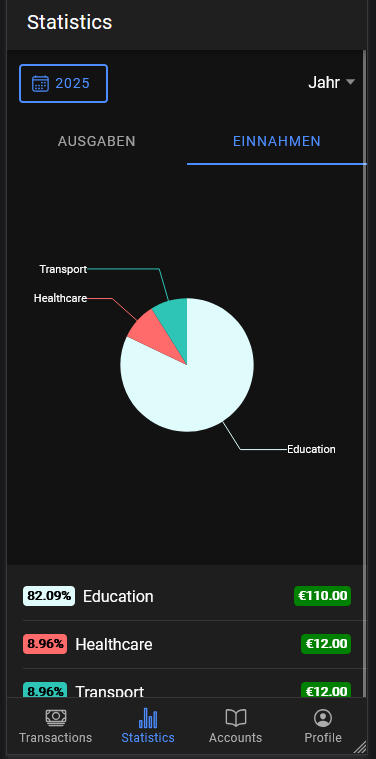 Statistics
2025
Jahr
AUSGABEN
EINNAHMEN
Transport
Healthcare
Education
82.09% Education €110.00
8.96% Healthcare €12.00
8.96% Transport €12.00
Transactions Statistics Accounts Profile